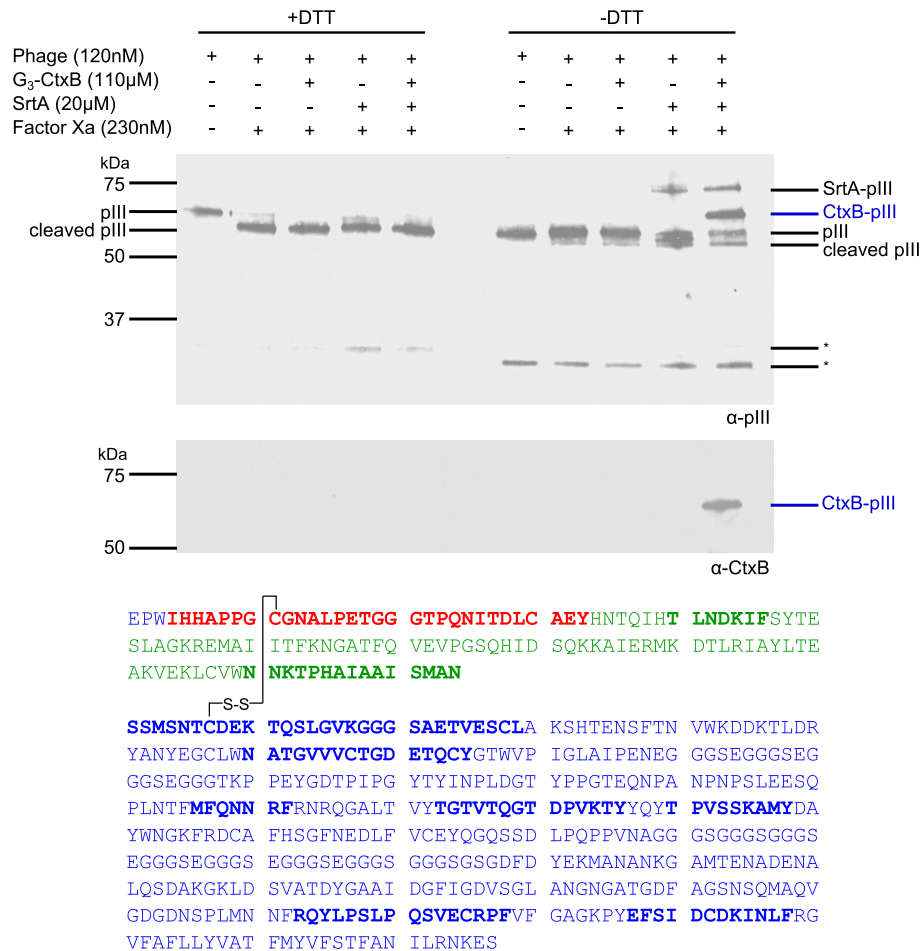 +DTT -DTT
Phage (120nM) + + + + + + + + + +
G3-CtxB (110µM) - - + - + - - + - +
SrtA (20µM) - - - + + - - - + +
Factor Xa (230nM) - + + + + - + + + +
kDa
75
SrtA-pIII
pIII
CtxB-pIII
cleaved pIII
pIII
cleaved pIII
50
37
*
*
α-pIII
kDa
75
CtxB-pIII
50
α-CtxB
EPWIHHAPPG CGNALPETGG GTPQNITDLC AEYHNTQIHT LNDKIFSYTE
SLAGKREMAI ITFKNGATFQ VEVPGSQHID SQKKAIERMK DTLRIAYLTE
AKVEKLCVWN NKTPHAIAAI SMAN
S-S
SSMSNTCDEK TQSLGVKGGG SAETVESCLA KSHTENSFTN VWKDDKTLDR
YANYEGCLWN ATGVVVCTGD ETQCYGTWVP IGLAIPENEG GGSEGGGSEG
GGSEGGGTKP PEYGDTPIPG YTYINPLDGT YPPGTEQNPA NPNPSLEESQ
PLNTFMFQNN RFRNRQGALT VYTGTVTQGT DPVKTYYQYT PVSSKAMYDA
YWNGKFRDCA FHSGFNEDLF VCEYQGQSSD LPQPPVNAGG GSGGGSGGGS
EGGGSEGGGS EGGGSEGGGS GGGSGSGDFD YEKMANANKG AMTENADENA
LQSDAKGKLD SVATDYGAAI DGFIGDVSGL ANGNGATGDF AGSNSQMAQV
GDGDNSPLMN NFRQYLPSLP QSVECRPFVF GAGKPYEFSI DCDKINLFRG
VFAFLLYVAT FMYVFSTFAN ILRNKES